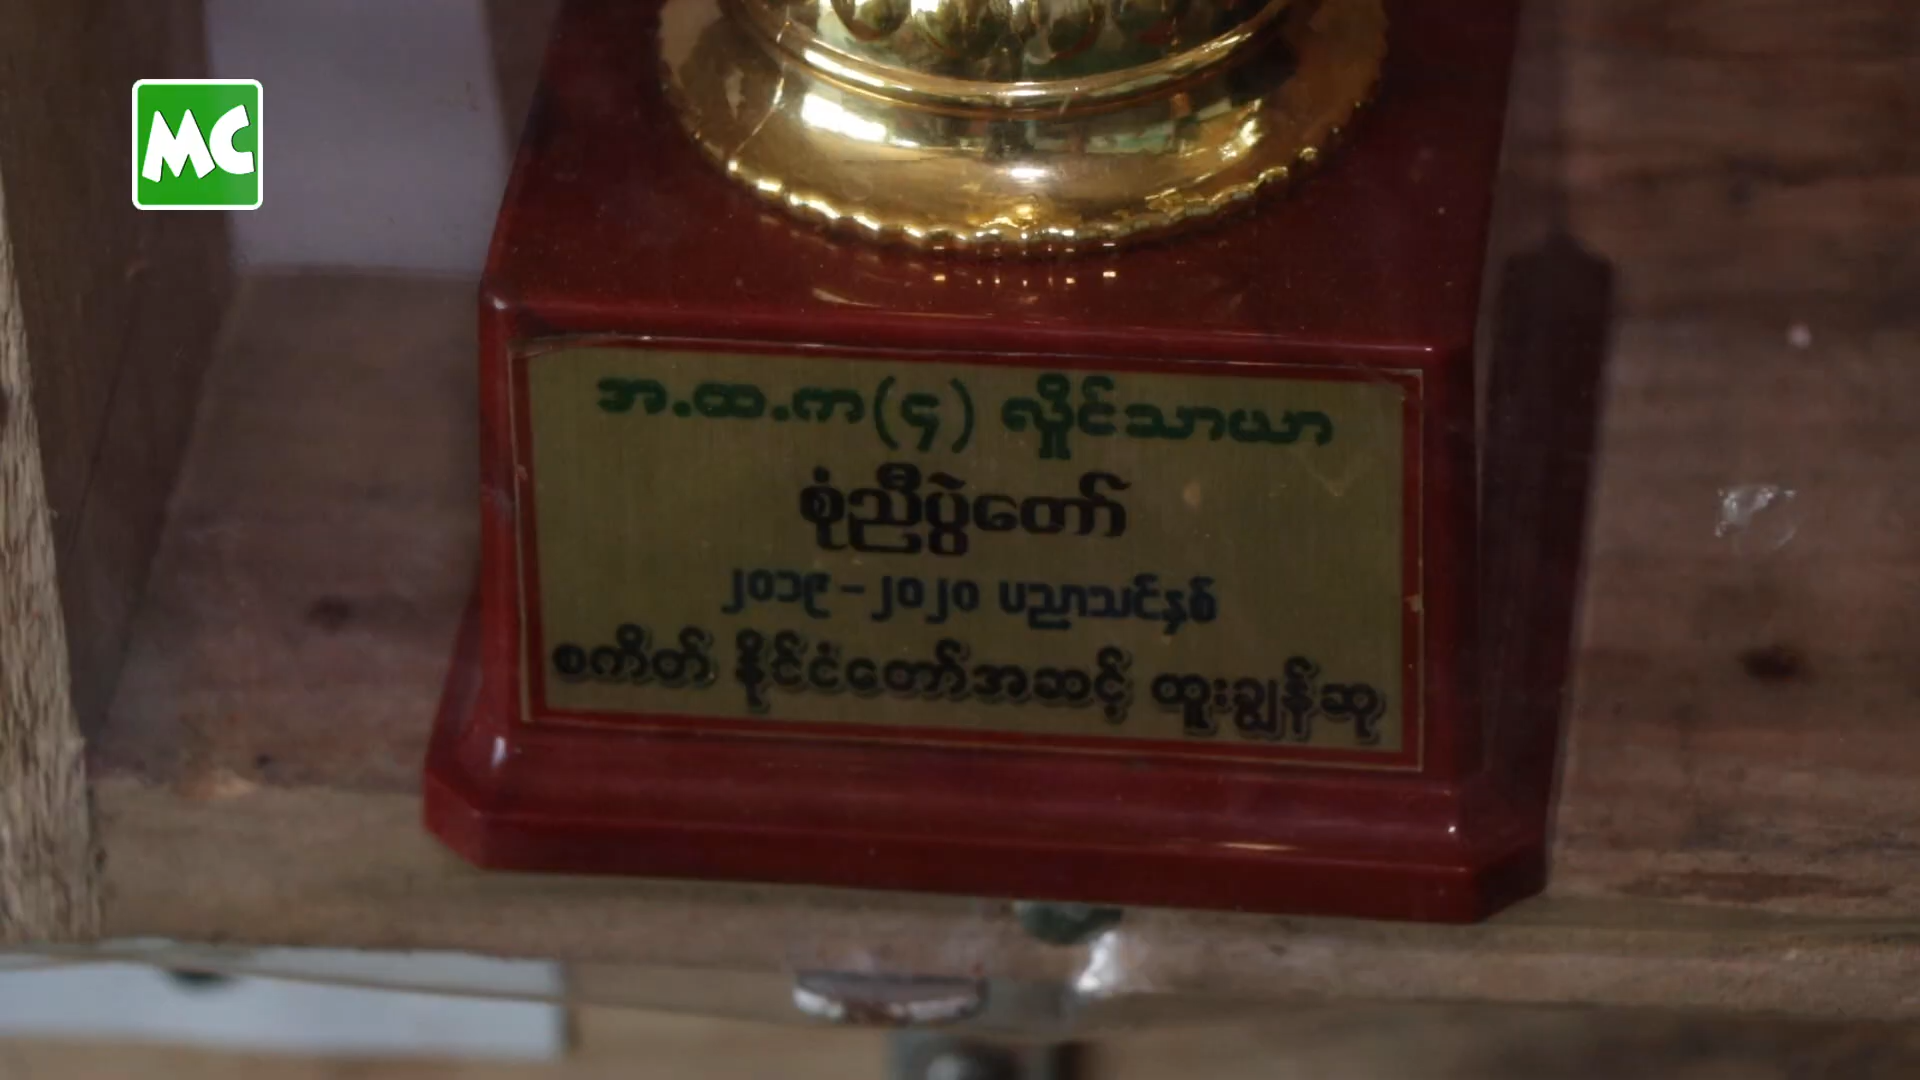 MC
အ.ထ.က(၄) လှိုင်သာယာ
စုံညီပွဲတော်
၂၀၁၉-၂၀၂၀ ပညာသင်နှစ်
စကိတ် နိုင်ငံတော်အဆင့် ထူးချွန်ဆု